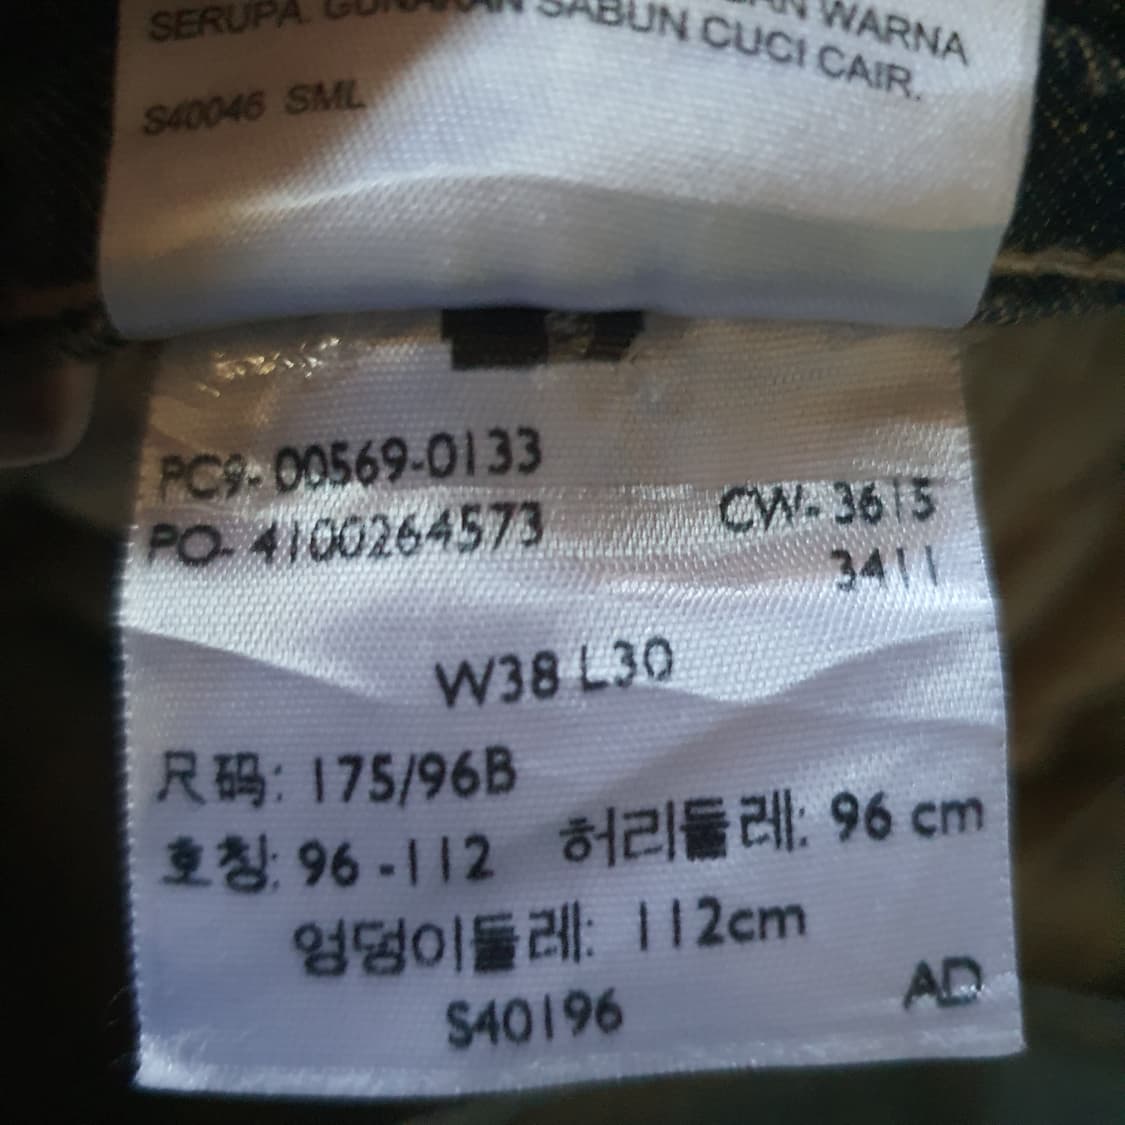 SERUPA. GUNAKAN SABUN CUCI CAIR.
WARNA
S40046 SML
PC9- 00569-0133
PO- 4100264573
CW- 3615
3411
W38 L30
尺码: 175/96B
호칭: 96 -112 허리둘레: 96 cm
엉덩이둘레: 112cm
S40196
AD